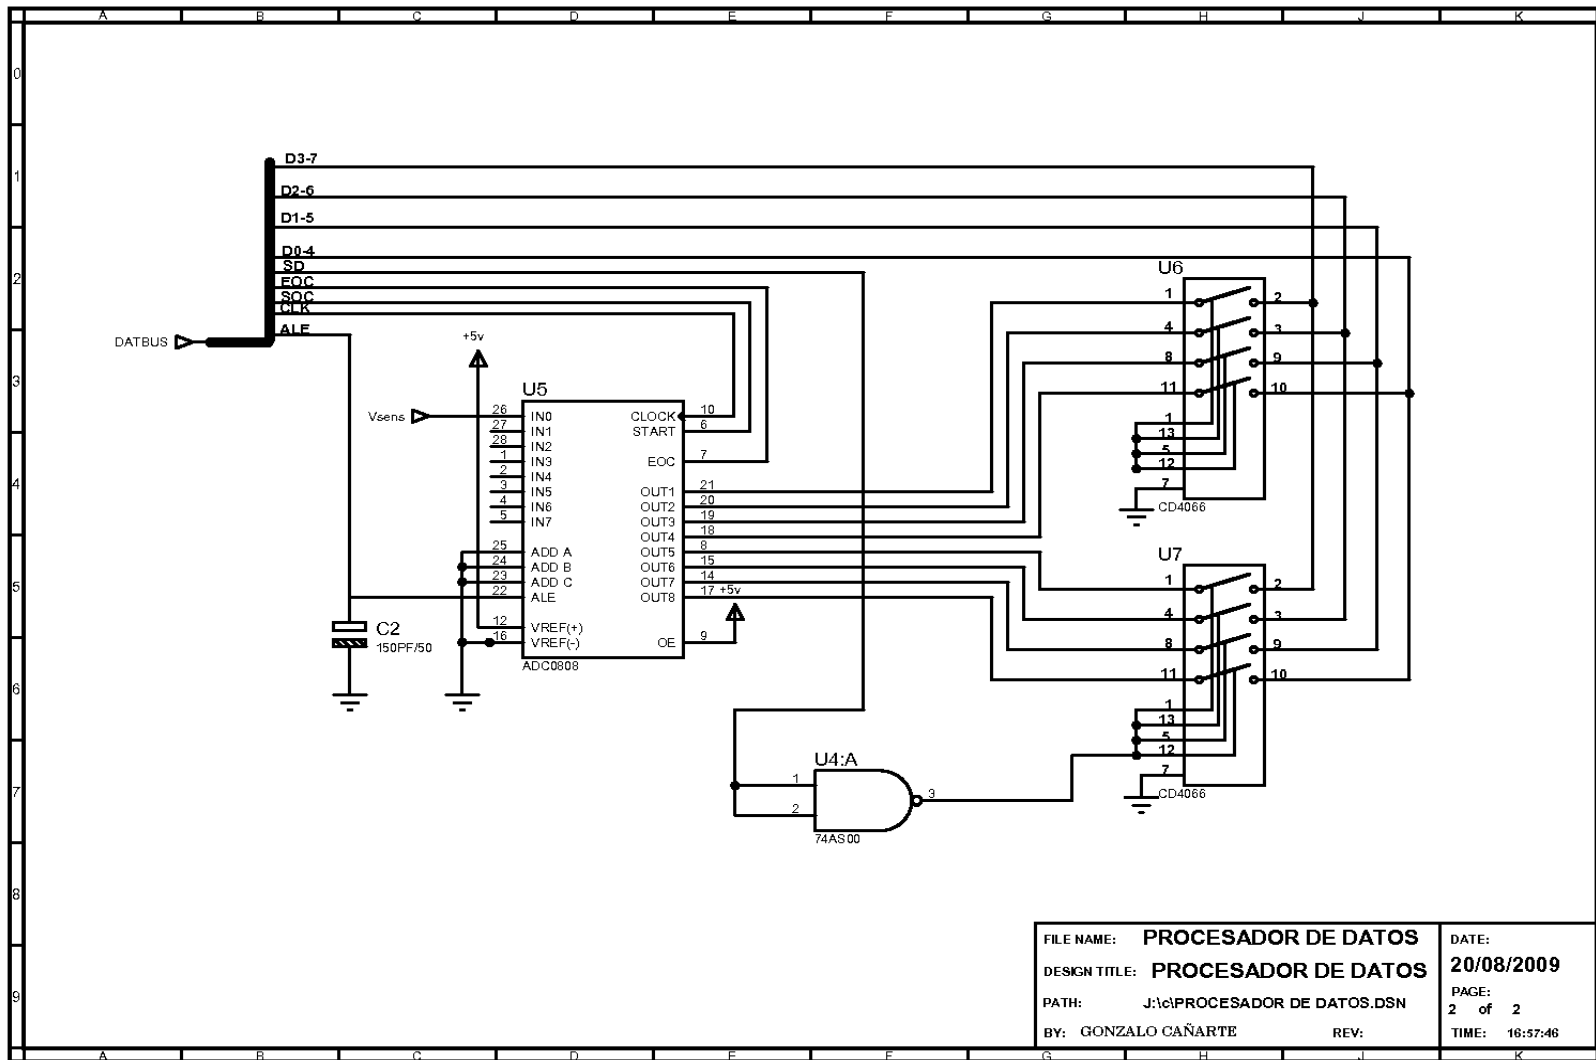 A B C D E F G H J K
0
1
2
3
4
5
6
7
8
9
D3-7
D2-6
D1-5
D0-4
SD
EOC
SOC
CLK
ALE
DATBUS
+5v
Vsens
U5
26 IN0
27 IN1
28 IN2
1 IN3
2 IN4
3 IN5
4 IN6
5 IN7
25 ADD A
24 ADD B
23 ADD C
22 ALE
12 VREF(+)
16 VREF(-)
CLOCK 10
START 6
EOC 7
OUT1 21
OUT2 20
OUT3 19
OUT4 18
OUT5 8
OUT6 15
OUT7 14
OUT8 17
+5v
OE 9
ADC0808
C2
150PF/50
U6
1 2
4 3
8 9
11 10
1
13
5
12
7
CD4066
U7
1 2
4 3
8 9
11 10
1
13
5
12
7
CD4066
U4:A
1
2
3
74AS00
FILE NAME: PROCESADOR DE DATOS
DESIGN TITLE: PROCESADOR DE DATOS
PATH: J:\c\PROCESADOR DE DATOS.DSN
BY: GONZALO CAÑARTE REV:
DATE:
20/08/2009
PAGE:
2 of 2
TIME: 16:57:46
A B C D E F G H J K